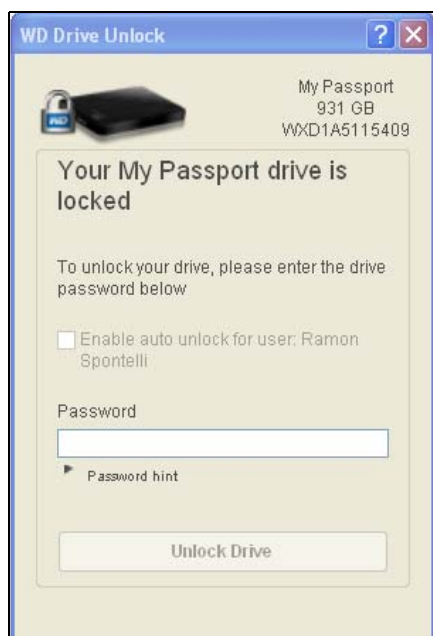 WD Drive Unlock
?
My Passport
931 GB
WXD1A5115409
WD
Your My Passport drive is
locked
To unlock your drive, please enter the drive
password below
Enable auto unlock for user: Ramon
Spontelli
Password
Password hint
Unlock Drive